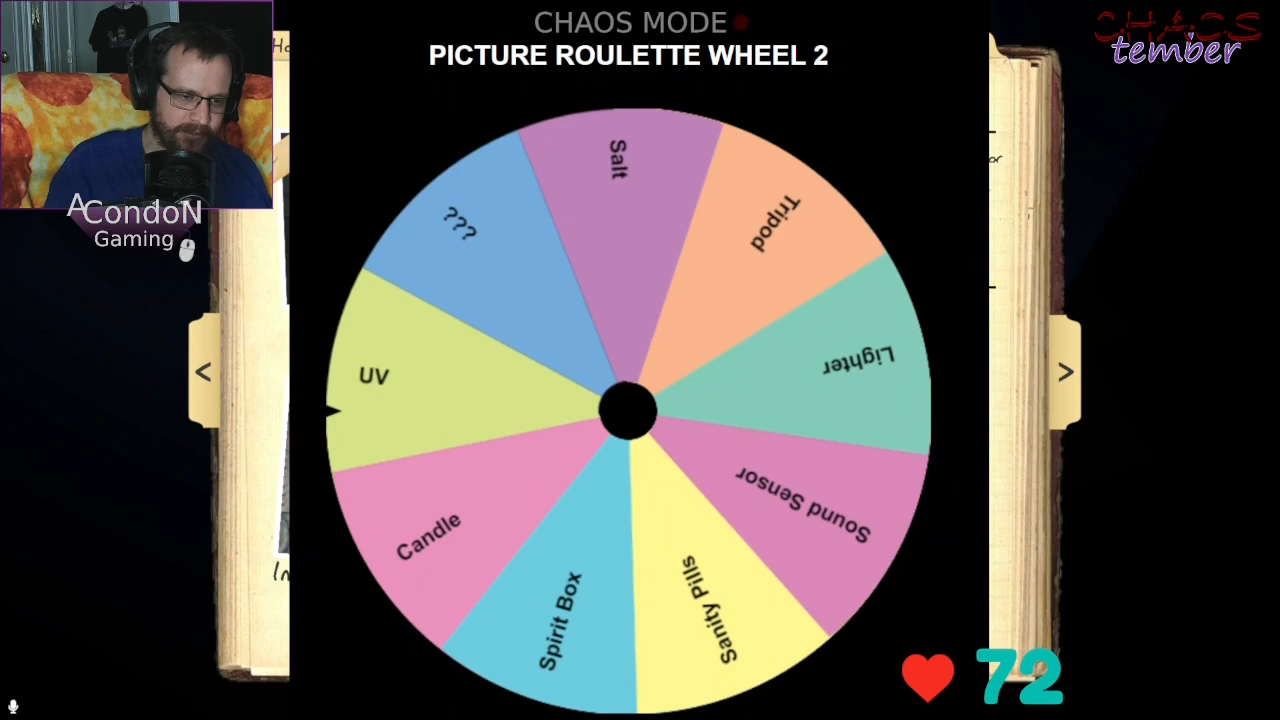 CHAOS MODE
PICTURE ROULETTE WHEEL 2
CHAOS
tember
ACondoN
Gaming
Salt
Tripod
Lighter
Sound Sensor
Sanity Pills
Spirit Box
Candle
UV
???
<
>
or
72